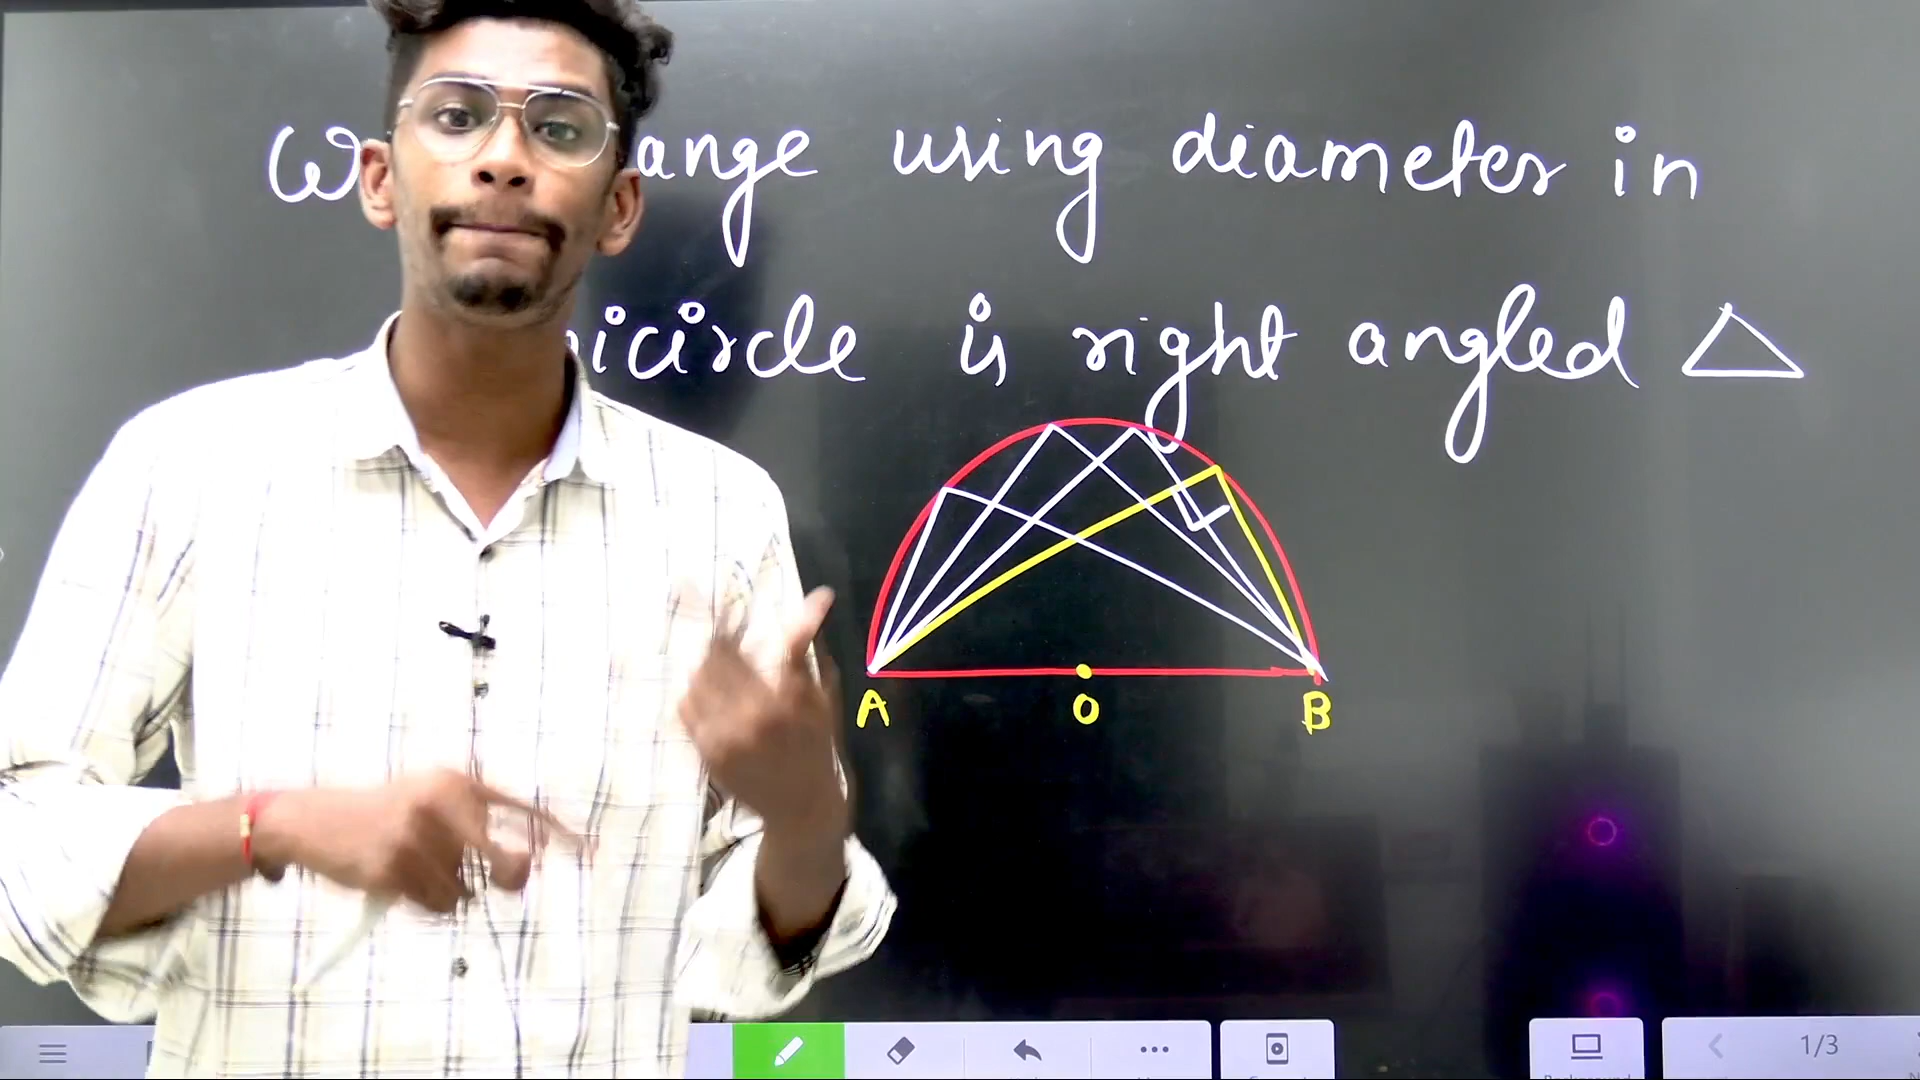 ange using diameter in
icircle is right angled △
A O B
1/3